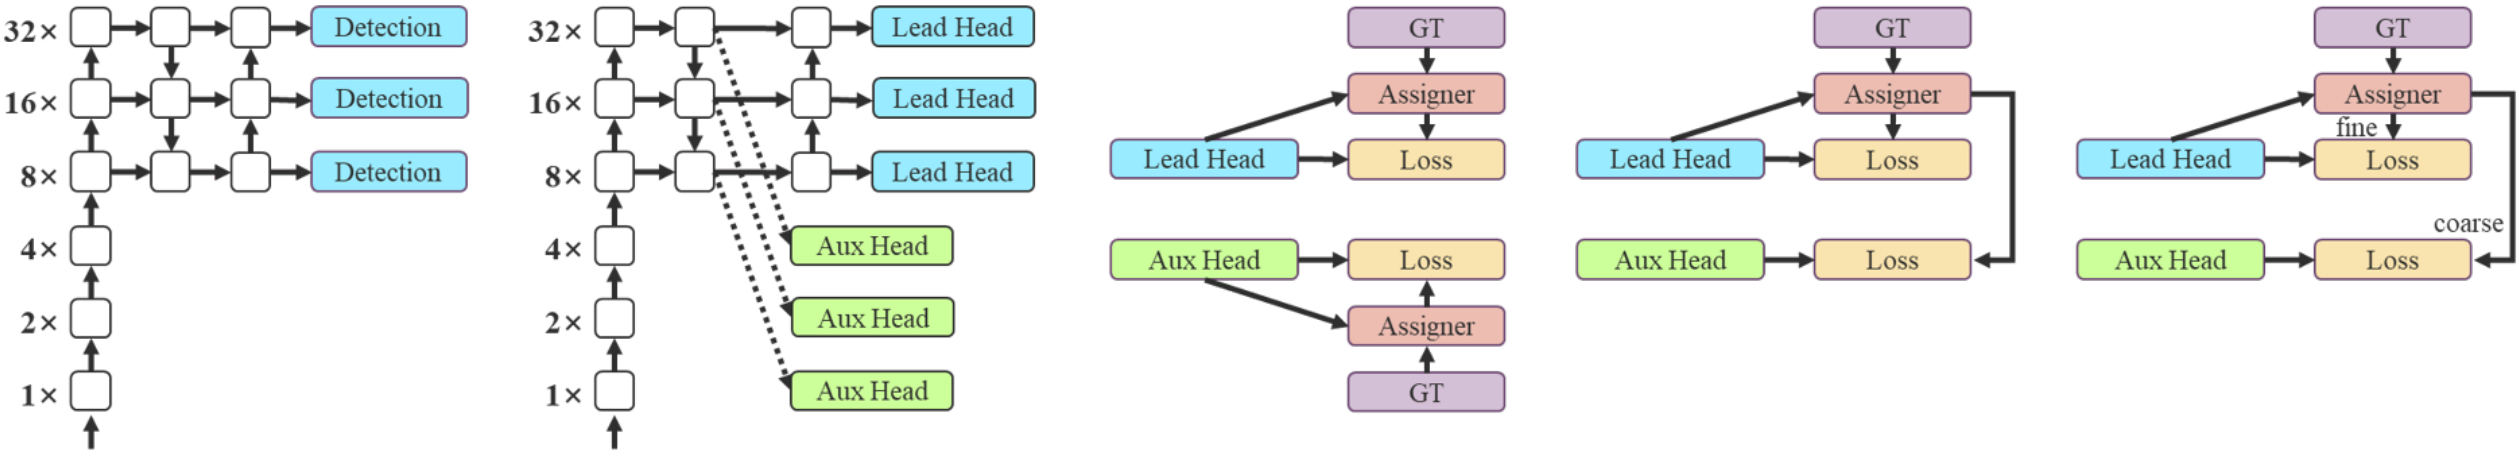 32× Detection
16× Detection
8× Detection
4×
2×
1×
32× Lead Head
16× Lead Head
8× Lead Head
4× Aux Head
2× Aux Head
1× Aux Head
GT
Assigner
Lead Head Loss
Aux Head Loss
Assigner
GT
GT
Assigner
Lead Head Loss
Aux Head Loss
GT
Assigner
fine
Lead Head Loss
coarse
Aux Head Loss